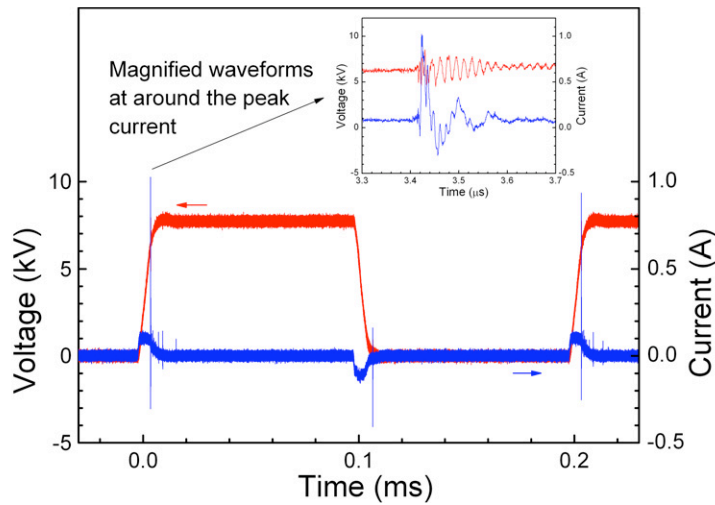 Magnified waveforms
at around the peak
current
Voltage (kV)
10
5
0
-5
Current (A)
1.0
0.5
0.0
-0.5
3.3 3.4 3.5 3.6 3.7
Time (μs)
Voltage (kV)
10
5
0
-5
Current (A)
1.0
0.5
0.0
-0.5
0.0 0.1 0.2
Time (ms)